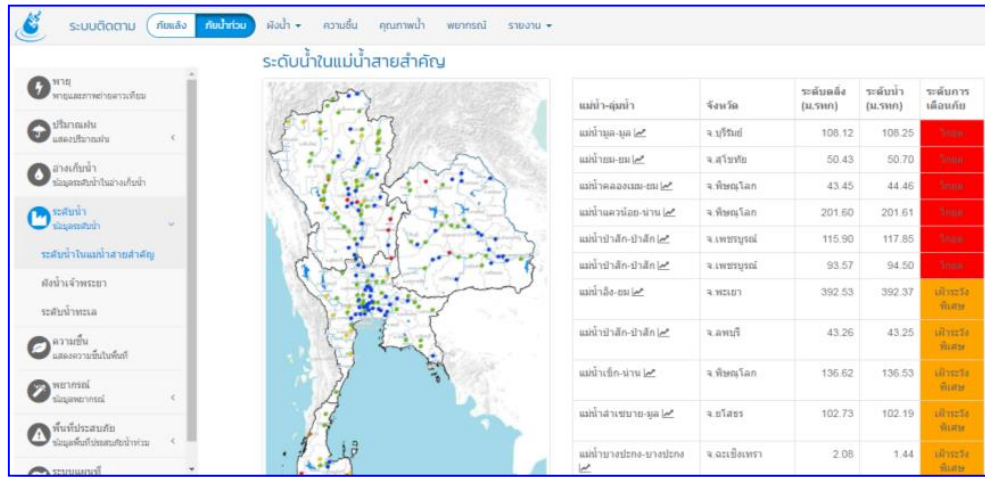 ระบบติดตาม ภัยแล้ง ภัยน้ำท่วม ผังน้ำ ความชื้น คุณภาพน้ำ พยากรณ์ รายงาน
พายุ
พายุและภาพถ่ายดาวเทียม
ปริมาณฝน
แสดงปริมาณฝน
อ่างเก็บน้ำ
ข้อมูลระดับน้ำในอ่างเก็บน้ำ
ระดับน้ำ
ข้อมูลระดับน้ำ
ระดับน้ำในแม่น้ำสายสำคัญ
ผังน้ำเจ้าพระยา
ระดับน้ำทะเล
ความชื้น
แสดงความชื้นในพื้นที่
พยากรณ์
ข้อมูลพยากรณ์
พื้นที่ประสบภัย
ข้อมูลพื้นที่ประสบภัยน้ำท่วม
ระบบแผนที่
ระดับน้ำในแม่น้ำสายสำคัญ
แม่น้ำ-ลุ่มน้ำ จังหวัด ระดับตลิ่ง (ม.รทก) ระดับน้ำ (ม.รทก) ระดับการเตือนภัย
แม่น้ำมูล-มูล จ.บุรีรัมย์ 108.12 108.25 วิกฤต
แม่น้ำยม-ยม จ.สุโขทัย 50.43 50.70 วิกฤต
แม่น้ำคลองเมม-ยม จ.พิษณุโลก 43.45 44.46 วิกฤต
แม่น้ำแควน้อย-น่าน จ.พิษณุโลก 201.60 201.61 วิกฤต
แม่น้ำป่าสัก-ป่าสัก จ.เพชรบูรณ์ 115.90 117.85 วิกฤต
แม่น้ำป่าสัก-ป่าสัก จ.เพชรบูรณ์ 93.57 94.50 วิกฤต
แม่น้ำอิง-ยม จ.พะเยา 392.53 392.37 เฝ้าระวังพิเศษ
แม่น้ำป่าสัก-ป่าสัก จ.ลพบุรี 43.26 43.25 เฝ้าระวังพิเศษ
แม่น้ำเข็ก-น่าน จ.พิษณุโลก 136.62 136.53 เฝ้าระวังพิเศษ
แม่น้ำลำเซบาย-มูล จ.ยโสธร 102.73 102.19 เฝ้าระวังพิเศษ
แม่น้ำบางปะกง-บางปะกง จ.ฉะเชิงเทรา 2.08 1.44 เฝ้าระวังพิเศษ